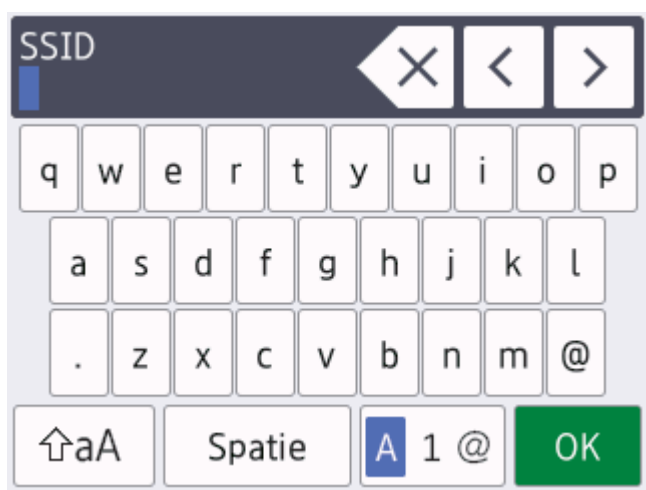 SSID
q w e r t y u i o p
a s d f g h j k l
. z x c v b n m @
aA Spatie A 1 @ OK